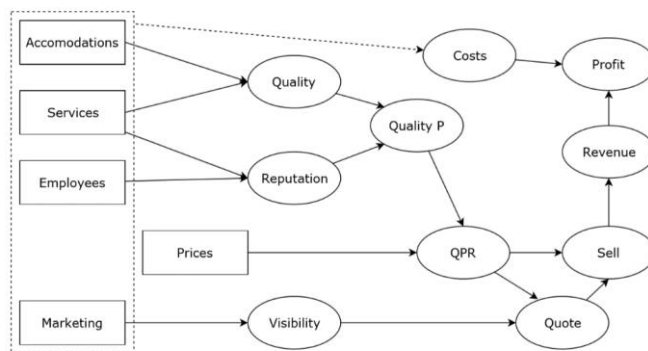 Accomodations
Costs
Profit
Quality
Services
Quality P
Revenue
Employees
Reputation
Prices
QPR
Sell
Marketing
Visibility
Quote